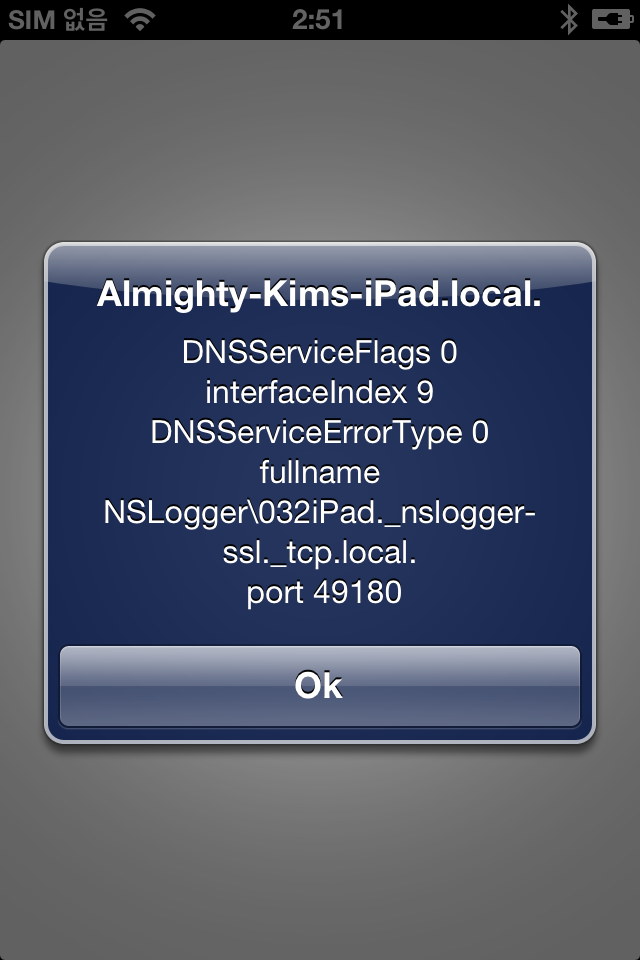 SIM 없음 2:51
Almighty-Kims-iPad.local.
DNSServiceFlags 0
interfaceIndex 9
DNSServiceErrorType 0
fullname
NSLogger\032iPad._nslogger-
ssl._tcp.local.
port 49180
Ok